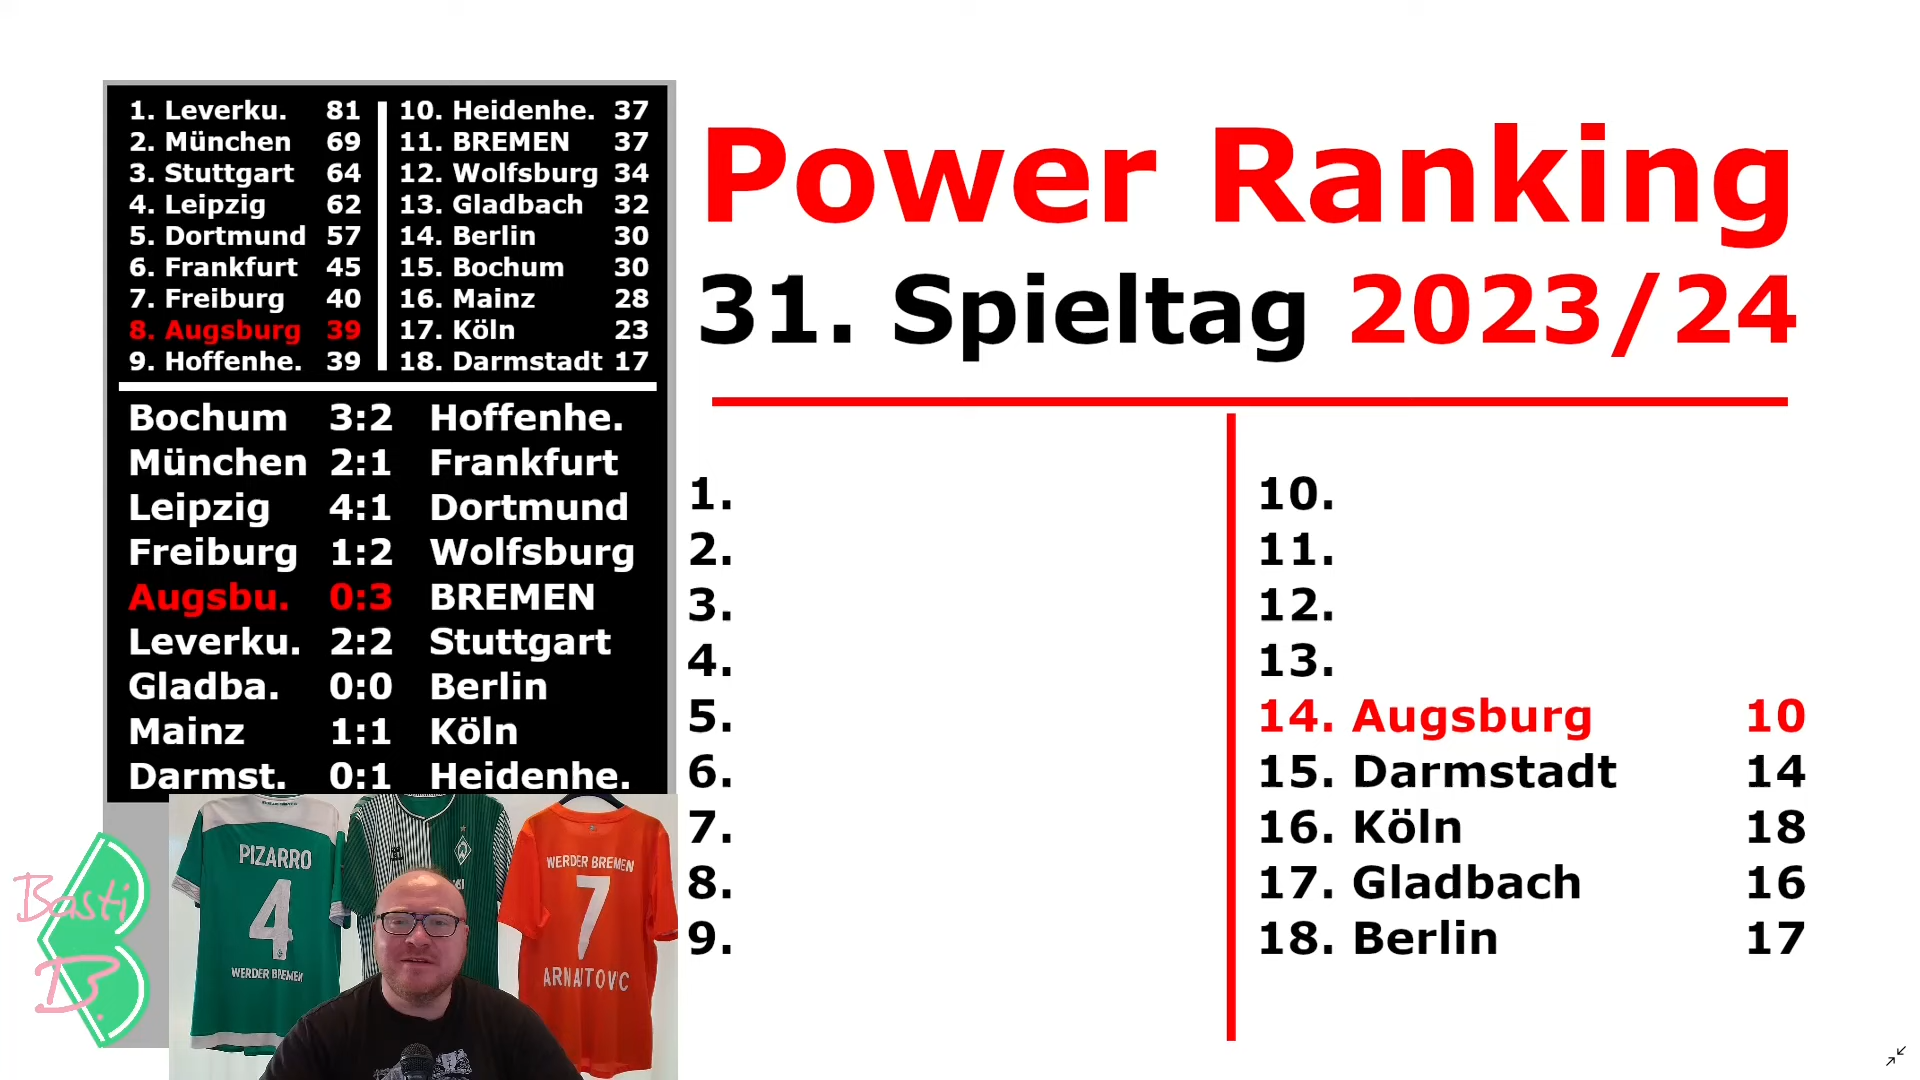 1. Leverku. 81
2. München 69
3. Stuttgart 64
4. Leipzig 62
5. Dortmund 57
6. Frankfurt 45
7. Freiburg 40
8. Augsburg 39
9. Hoffenhe. 39
10. Heidenhe. 37
11. BREMEN 37
12. Wolfsburg 34
13. Gladbach 32
14. Berlin 30
15. Bochum 30
16. Mainz 28
17. Köln 23
18. Darmstadt 17
Bochum 3:2 Hoffenhe.
München 2:1 Frankfurt
Leipzig 4:1 Dortmund
Freiburg 1:2 Wolfsburg
Augsbu. 0:3 BREMEN
Leverku. 2:2 Stuttgart
Gladba. 0:0 Berlin
Mainz 1:1 Köln
Darmst. 0:1 Heidenhe.
Power Ranking
31. Spieltag 2023/24
1.
2.
3.
4.
5.
6.
7.
8.
9.
10.
11.
12.
13.
14. Augsburg 10
15. Darmstadt 14
16. Köln 18
17. Gladbach 16
18. Berlin 17
Basti
B.
PIZARRO
4
WERDER BREMEN
WERDER BREMEN
7
ARNAUTOVC